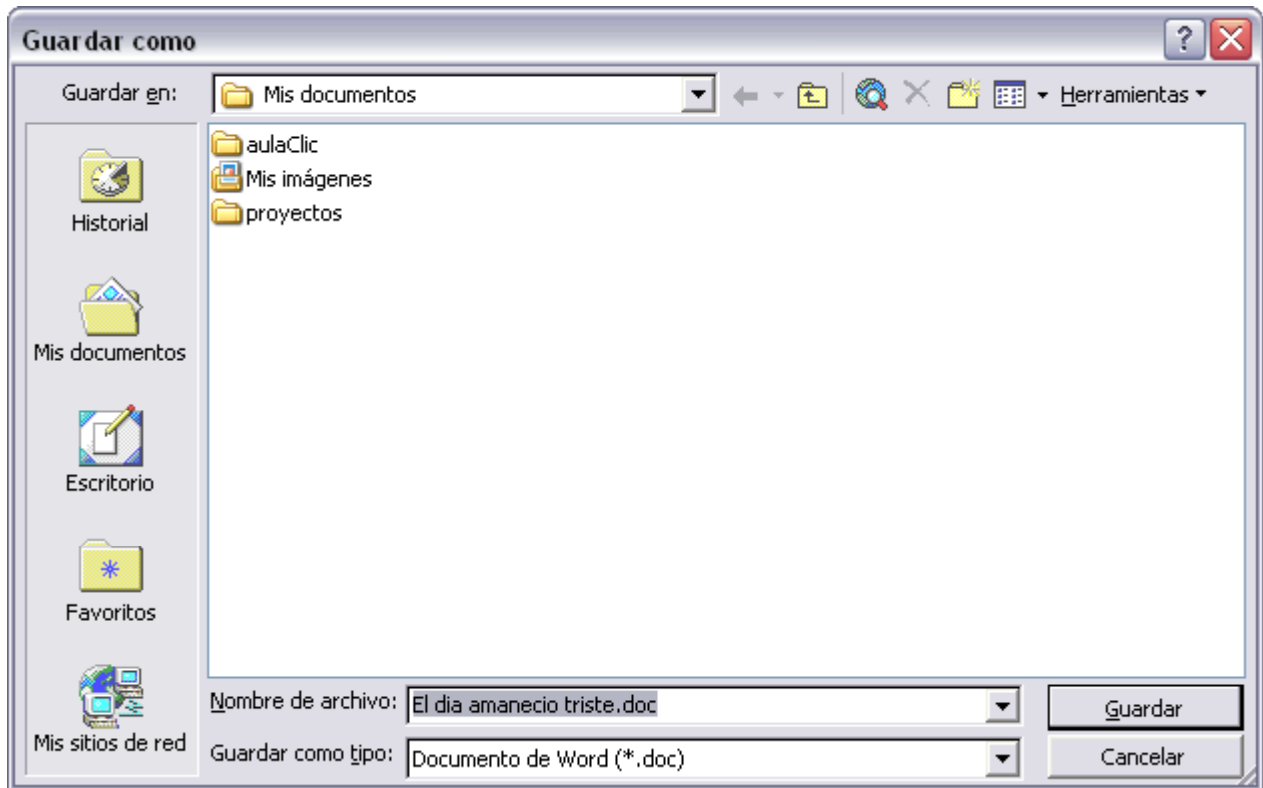 Guardar como
Guardar en: Mis documentos Herramientas
aulaClic
Mis imágenes
proyectos
Historial
Mis documentos
Escritorio
Favoritos
Mis sitios de red
Nombre de archivo: El dia amanecio triste.doc Guardar
Guardar como tipo: Documento de Word (*.doc) Cancelar